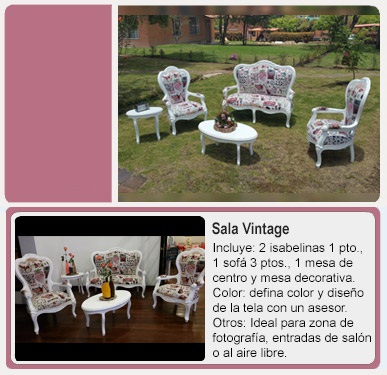 Sala Vintage
Incluye: 2 isabelinas 1 pto.,
1 sofá 3 ptos., 1 mesa de
centro y mesa decorativa.
Color: defina color y diseño
de la tela con un asesor.
Otros: Ideal para zona de
fotografía, entradas de salón
o al aire libre.